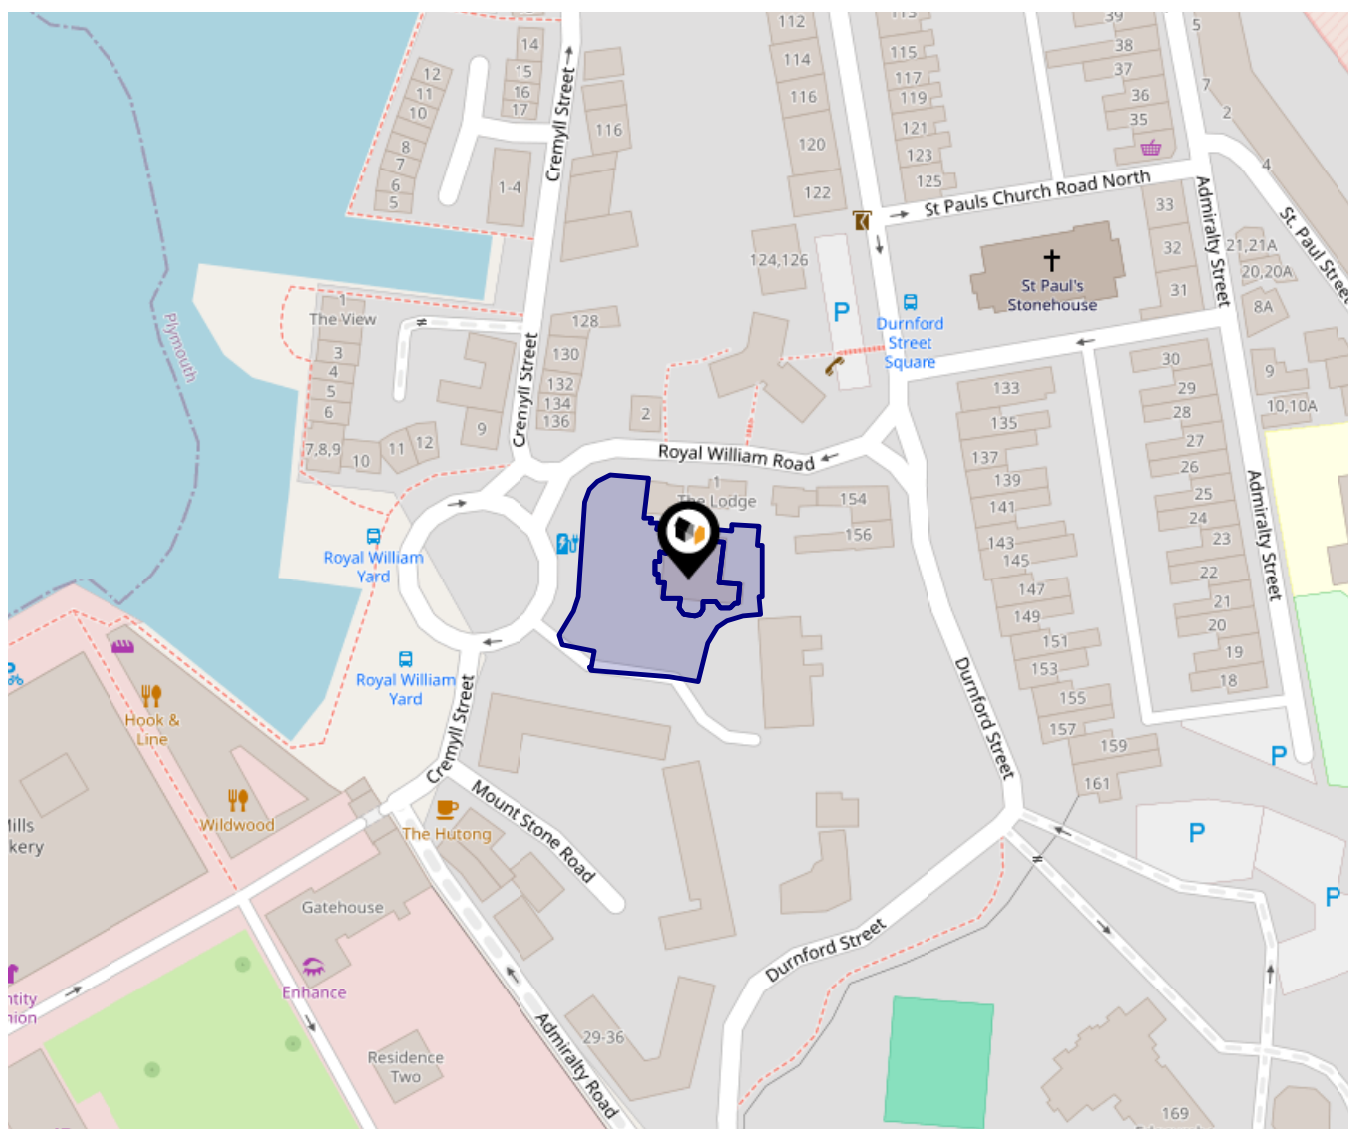 112
113
39
5
14
38
12
15
114
115
37
11
16
117
7
10
17
116
119
36
2
Cremyll Street
116
120
121
35
8
123
4
7
1-4
125
6
122
St Pauls Church Road North
5
33
Admiralty Street
St. Paul Street
124,126
32
21,21A
20,20A
St Paul's
Stonehouse
31
8A
1
The View
128
P
Durnford
Street
Square
Plymouth
3
130
30
4
9
5
132
133
29
6
134
28
10,10A
2
136
135
Cremyll Street
9
12
11
7,8,9
10
27
137
26
Royal William Road
139
25
1
The Lodge
154
141
24
Admiralty Street
156
143
23
Royal William
Yard
145
22
147
21
149
20
151
19
153
18
Royal William
Yard
155
Durnford Street
Hook &
Line
157
159
P
161
Cremyll Street
Mount Stone Road
Wildwood
The Hutong
P
P
Gatehouse
Durnford Street
Enhance
Admiralty Road
29-36
Residence
Two
169